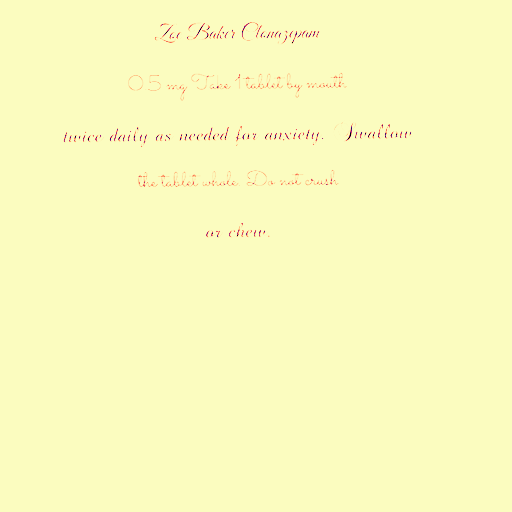 Zoe Baker Clonazepam
0.5 mg Take 1 tablet by mouth
twice daily as needed for anxiety. Swallow
the tablet whole. Do not crush
or chew.